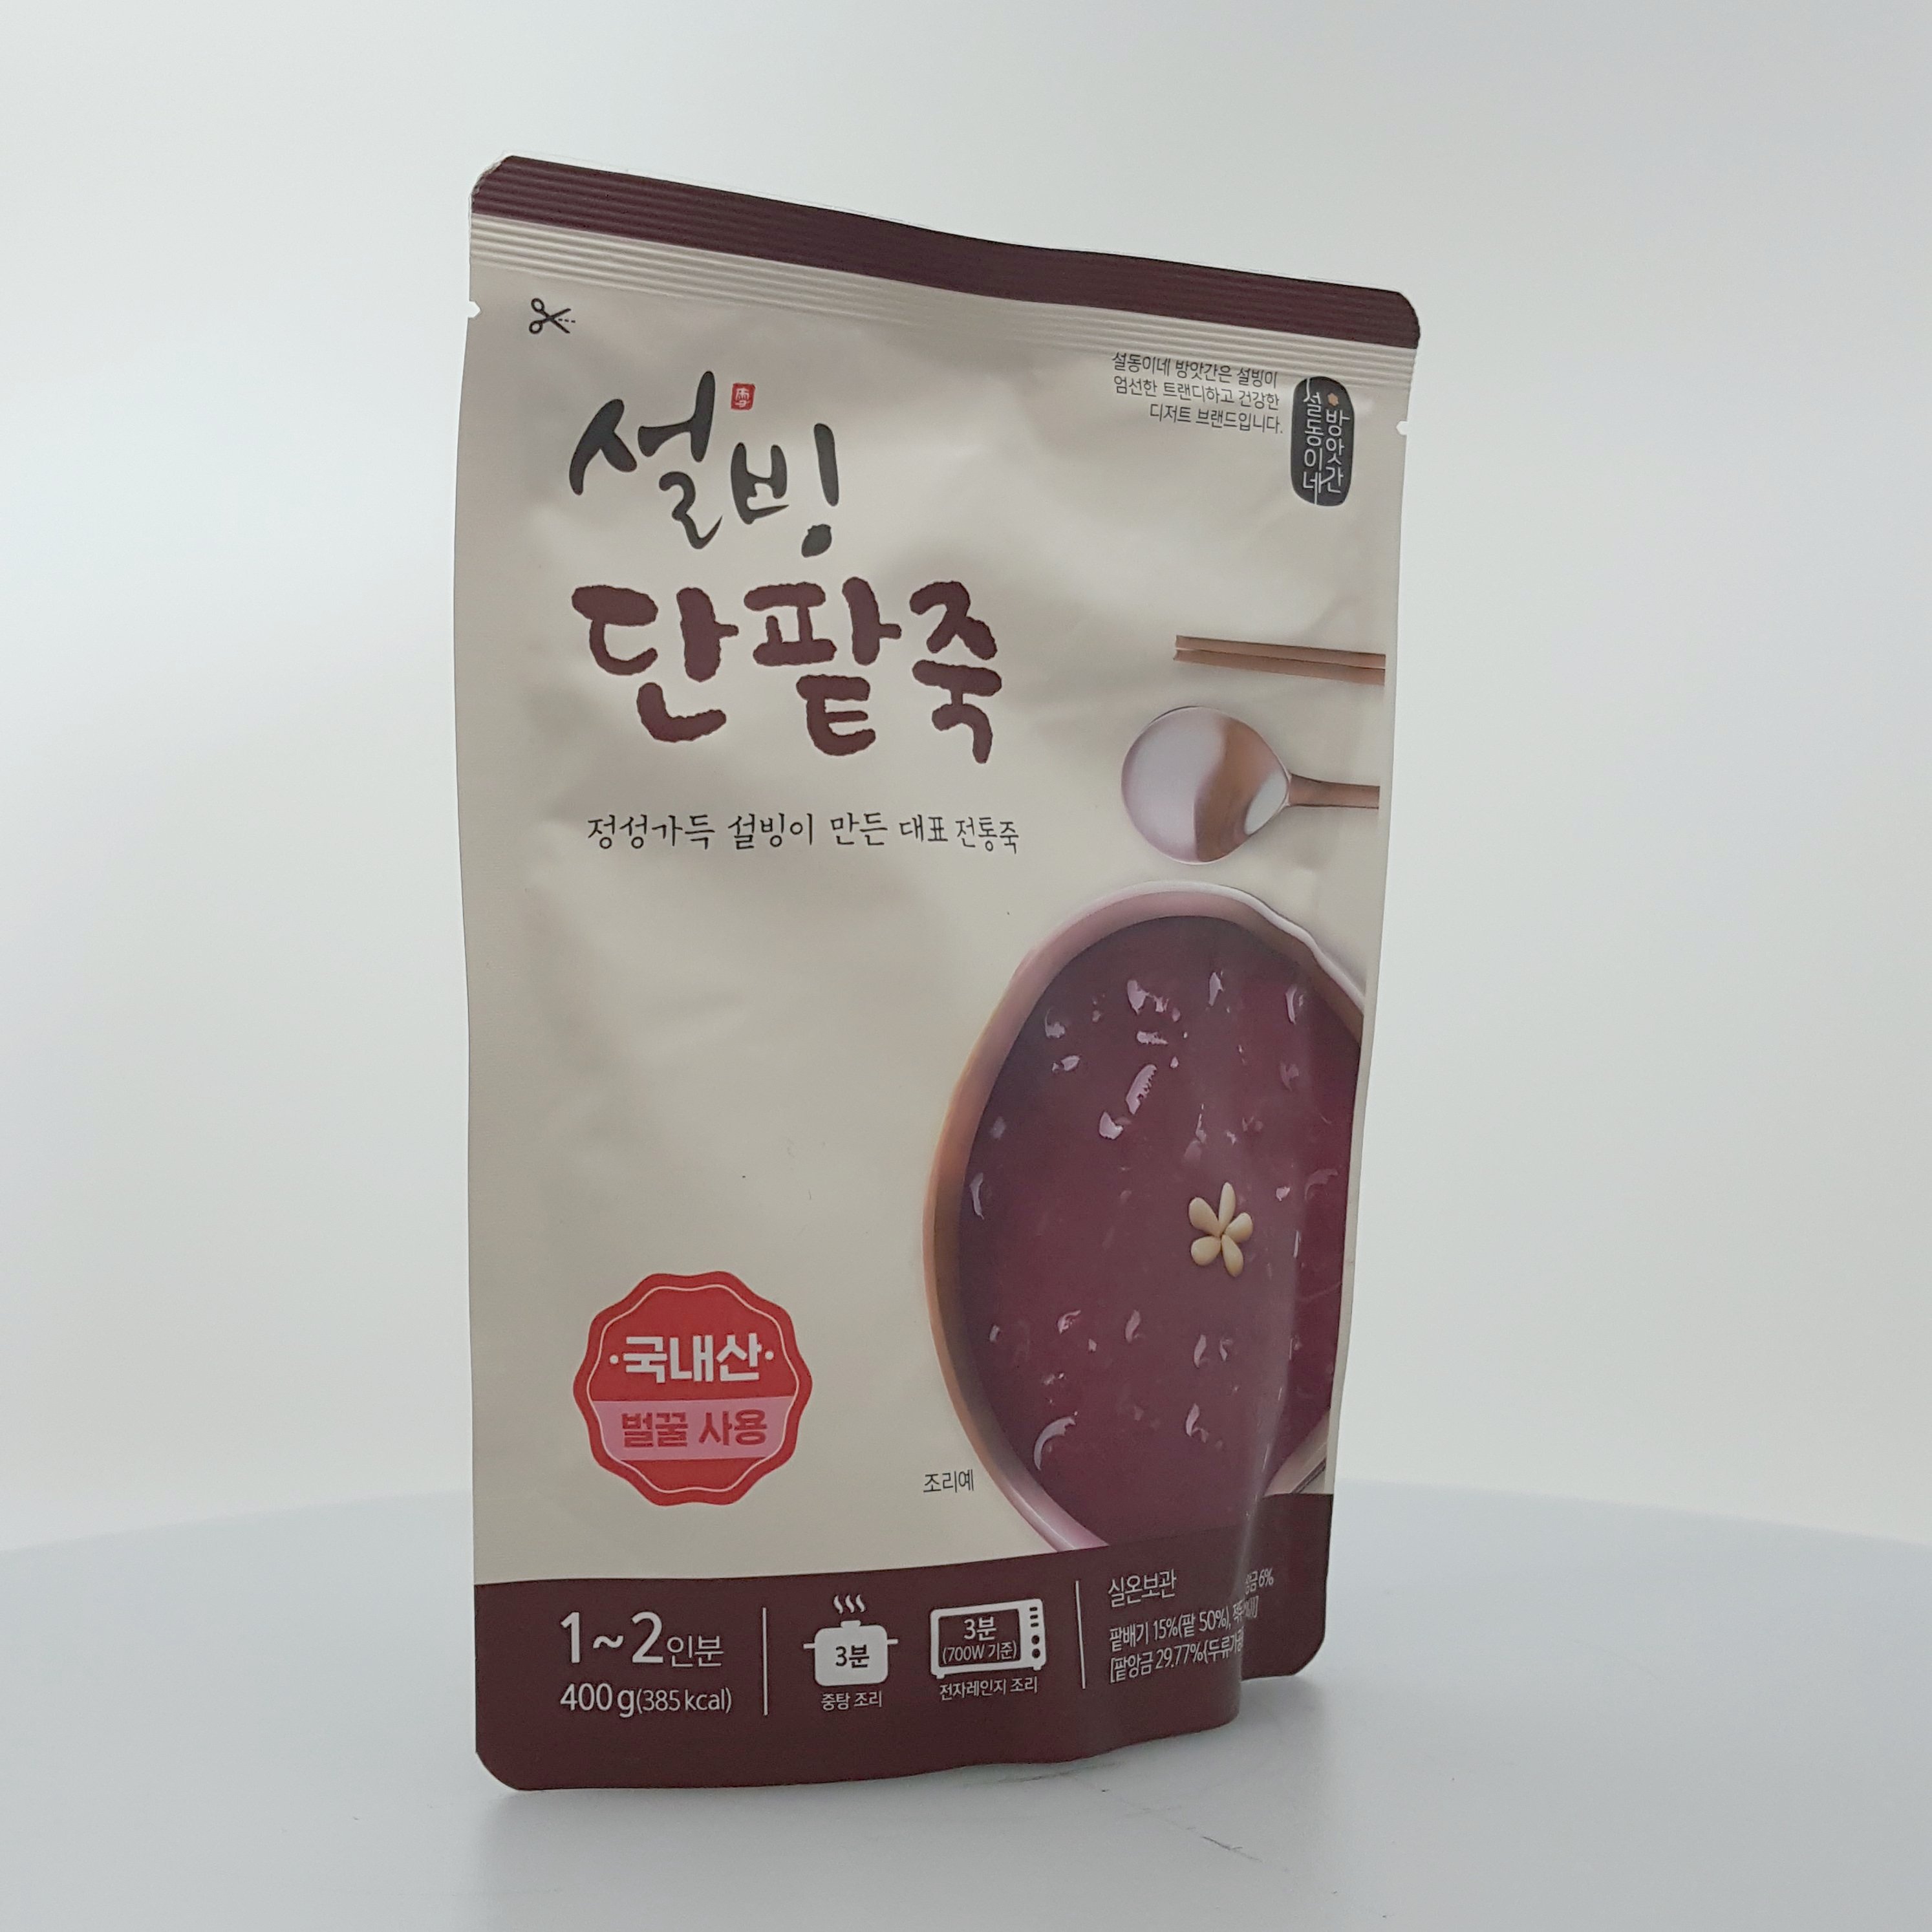 설동이네 방앗간은 설빙이
엄선한 트랜디하고 건강한
디저트 브랜드입니다.
설동이네
방앗간
설빙
단팥죽
정성가득 설빙이 만든 대표 전통죽
·국내산·
벌꿀 사용
조리예
1~2인분
400g(385kcal)
3분
중탕 조리
3분
(700W 기준)
전자레인지 조리
실온보관
팥배기 15%(팥 50%),
[팥앙금 29.77%(두류가공
앙금 6%